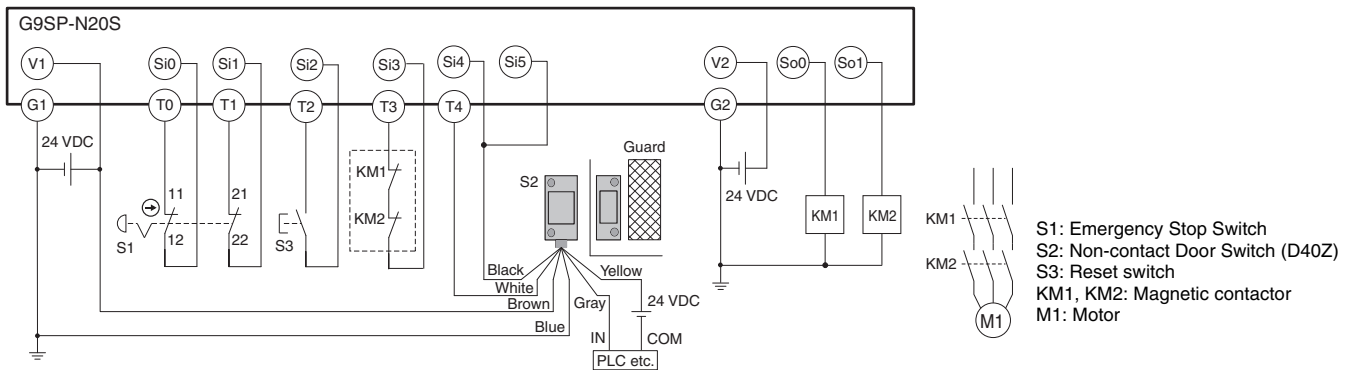 G9SP-N20S
V1 Si0 Si1 Si2 Si3 Si4 Si5 V2 So0 So1
G1 T0 T1 T2 T3 T4 G2
24 VDC
11
12
S1
21
22
S3
KM1
KM2
S2
Guard
24 VDC
KM1
KM2
KM1
KM2
M1
Black
White
Brown
Blue
Gray
Yellow
24 VDC
IN
COM
PLC etc.
S1: Emergency Stop Switch
S2: Non-contact Door Switch (D40Z)
S3: Reset switch
KM1, KM2: Magnetic contactor
M1: Motor